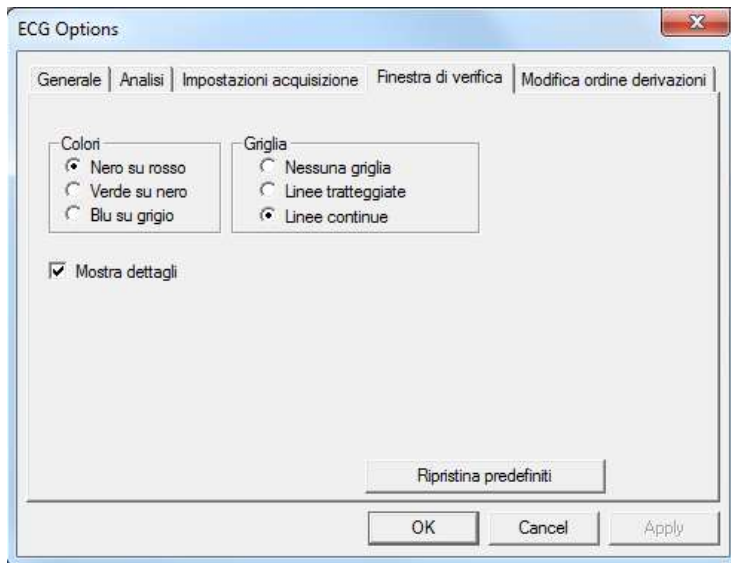 ECG Options
Generale
Analisi
Impostazioni acquisizione
Finestra di verifica
Modifica ordine derivazioni
Colori
Nero su rosso
Verde su nero
Blu su grigio
Griglia
Nessuna griglia
Linee tratteggiate
Linee continue
Mostra dettagli
Ripristina predefiniti
OK
Cancel
Apply